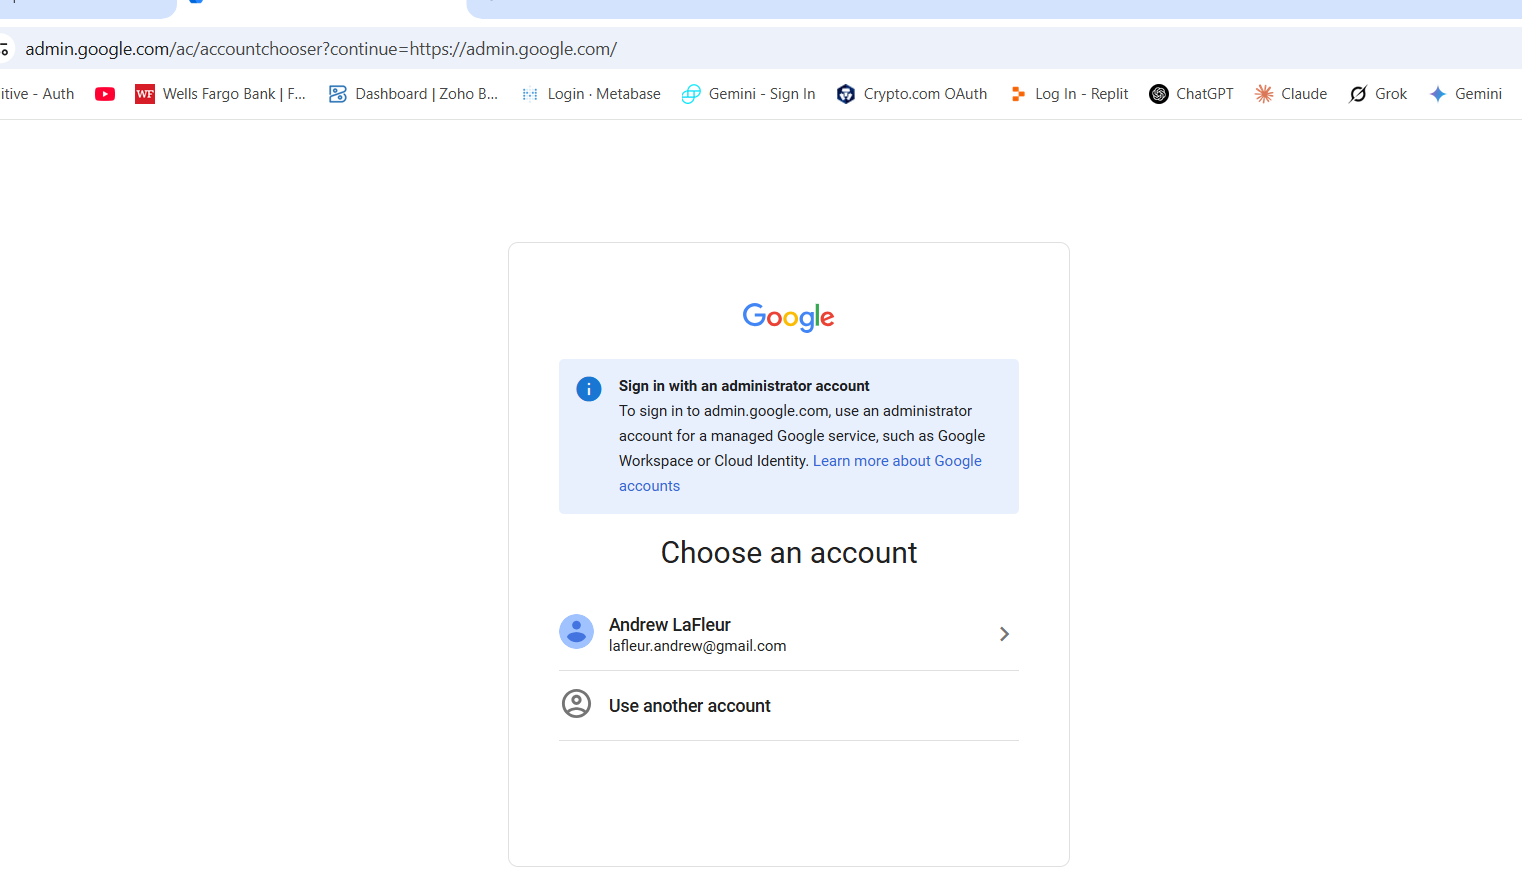 admin.google.com/ac/accountchooser?continue=https://admin.google.com/
itive - Auth
WF Wells Fargo Bank | F...
Dashboard | Zoho B...
Login · Metabase
Gemini - Sign In
Crypto.com OAuth
Log In - Replit
ChatGPT
Claude
Grok
Gemini
Google
i
Sign in with an administrator account
To sign in to admin.google.com, use an administrator
account for a managed Google service, such as Google
Workspace or Cloud Identity. Learn more about Google
accounts
Choose an account
Andrew LaFleur
lafleur.andrew@gmail.com
Use another account